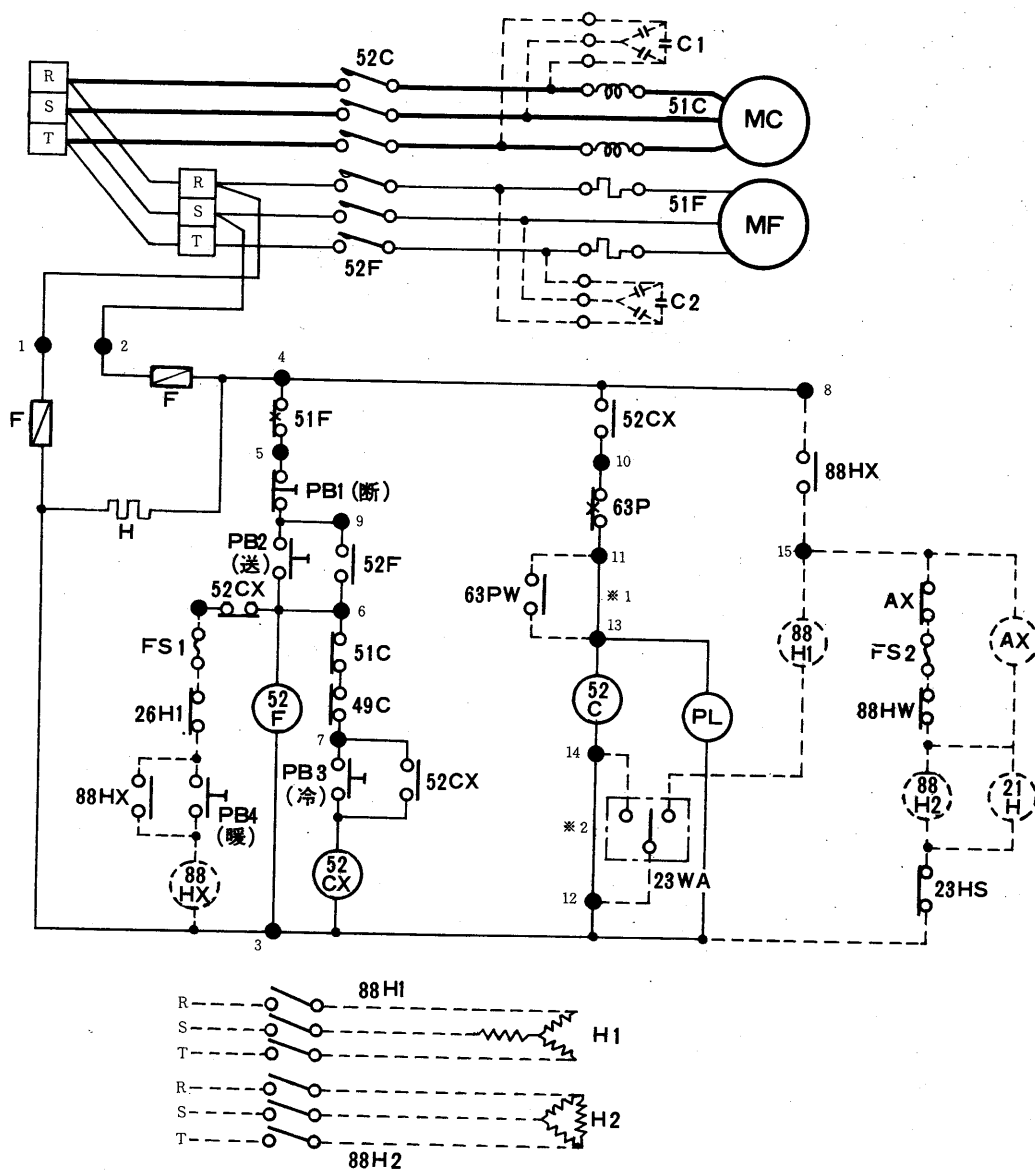 C1
52C
R
S
T
51C
MC
R
S
T
51F
MF
52F
C2
1
2
4
8
F
F
51F
52CX
5
10
88HX
PB1(断)
63P
H
9
PB2
(送)
52F
11
15
52CX
63PW
※1
AX
6
13
FS1
51C
88
H1
FS2
AX
26H1
52
F
49C
52
C
PL
88HW
7
14
88HX
PB3
(冷)
52CX
88
H2
21
H
PB4
(暖)
※2
88
HX
52
CX
23WA
23HS
12
3
88H1
R
S
T
H1
R
S
T
H2
88H2